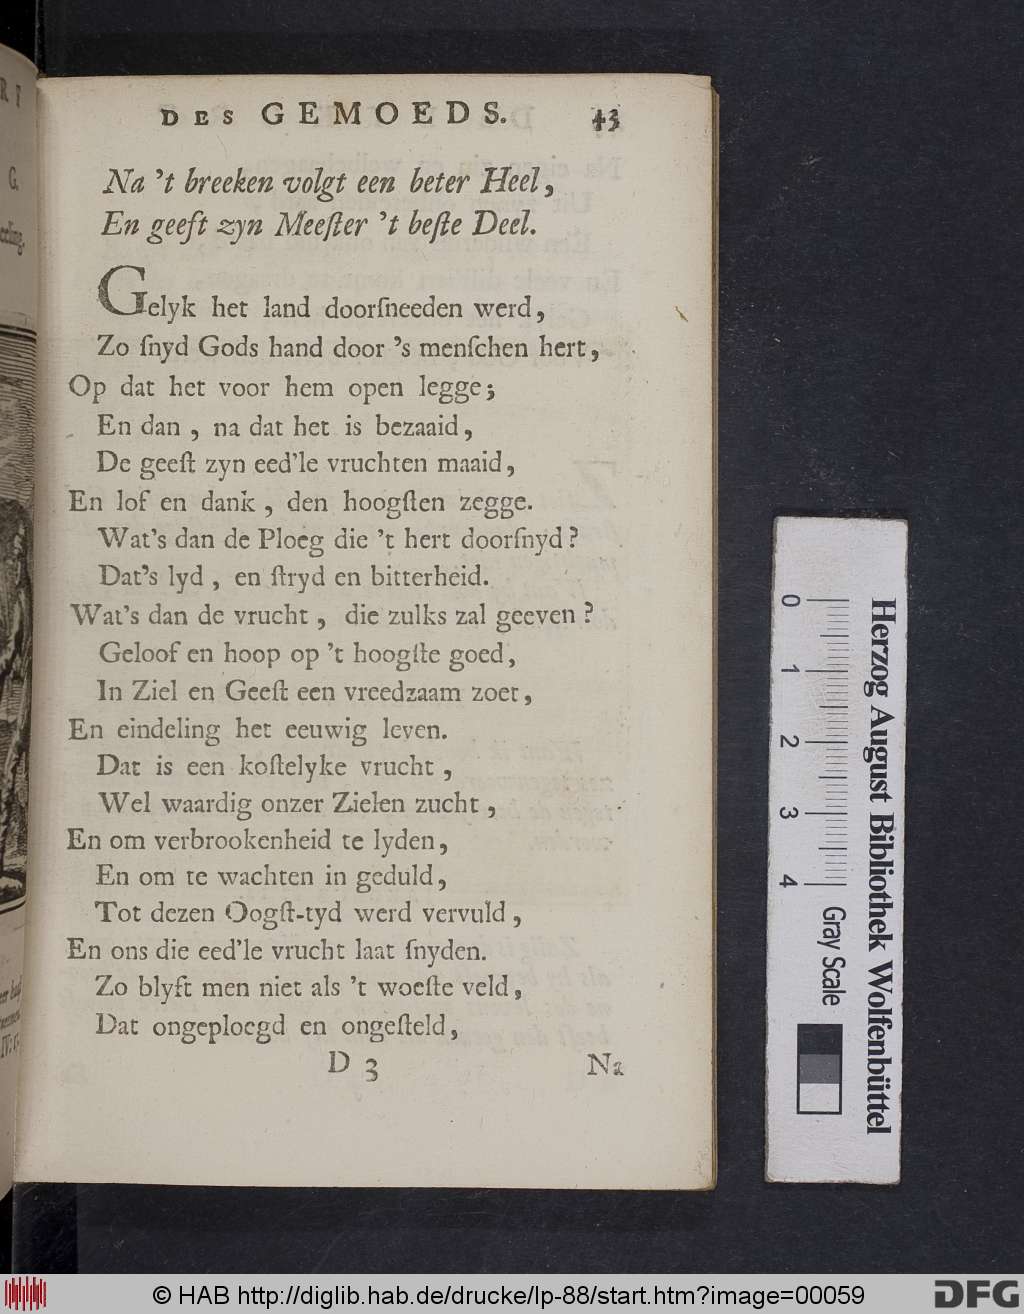 DES GEMOEDS. 43
Na 't breeken volgt een beter Heel,
En geeft zyn Meeſter 't beſte Deel.
Gelyk het land doorſneeden werd,
Zo ſnyd Gods hand door 's menſchen hert,
Op dat het voor hem open legge;
En dan, na dat het is bezaaid,
De geeſt zyn eed'le vruchten maaid,
En lof en dank, den hoogſten zegge.
Wat's dan de Ploeg die 't hert doorſnyd?
Dat's lyd, en ſtryd en bitterheid.
Wat's dan de vrucht, die zulks zal geeven?
Geloof en hoop op 't hoogſte goed,
In Ziel en Geeſt een vreedzaam zoet,
En eindeling het eeuwig leven.
Dat is een koſtelyke vrucht,
Wel waardig onzer Zielen zucht,
En om verbrookenheid te lyden,
En om te wachten in geduld,
Tot dezen Oogſt-tyd werd vervuld,
En ons die eed'le vrucht laat ſnyden.
Zo blyft men niet als 't woeſte veld,
Dat ongeploegd en ongeſteld,
D 3 Na
0 1 2 3 4
Gray Scale
Herzog August Bibliothek Wolfenbüttel
© HAB http://diglib.hab.de/drucke/lp-88/start.htm?image=00059
DFG